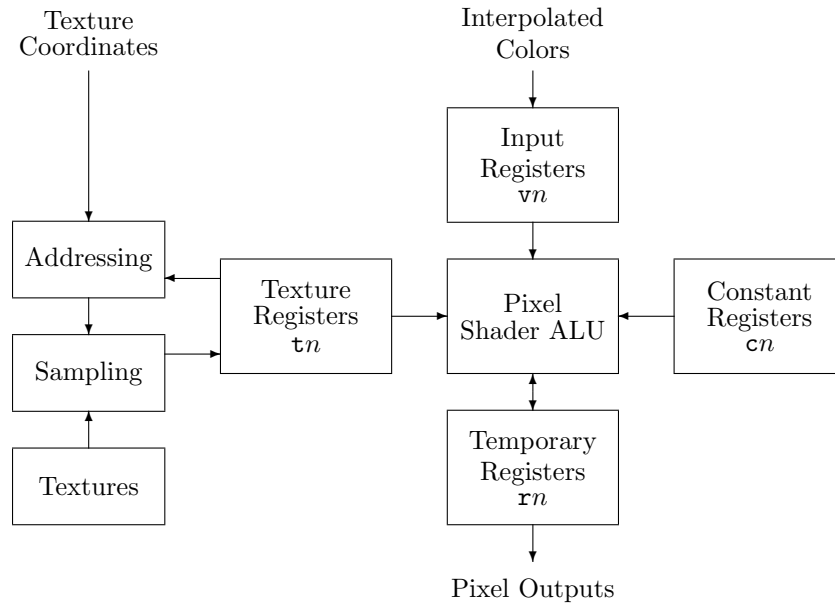 Texture
Coordinates
Interpolated
Colors
Input
Registers
vn
Addressing
Texture
Registers
tn
Pixel
Shader ALU
Constant
Registers
cn
Sampling
Temporary
Registers
rn
Textures
Pixel Outputs